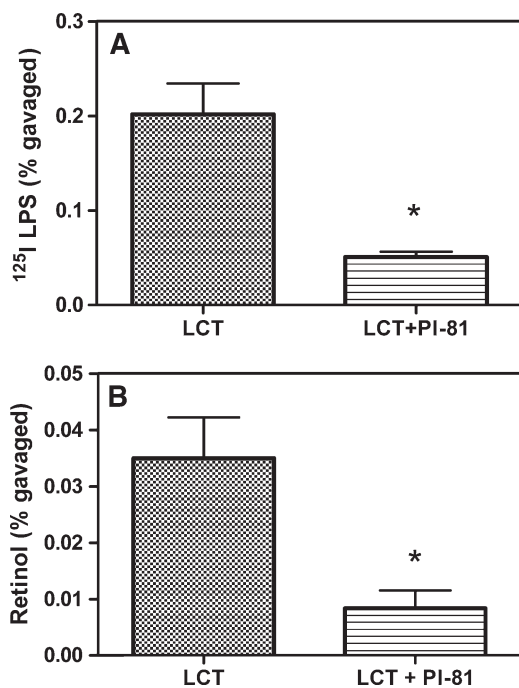 A
0.3
0.2
0.1
0.0
125I LPS (% gavaged)
*
LCT
LCT+PI-81
B
0.05
0.04
0.03
0.02
0.01
0.00
Retinol (% gavaged)
*
LCT
LCT + PI-81